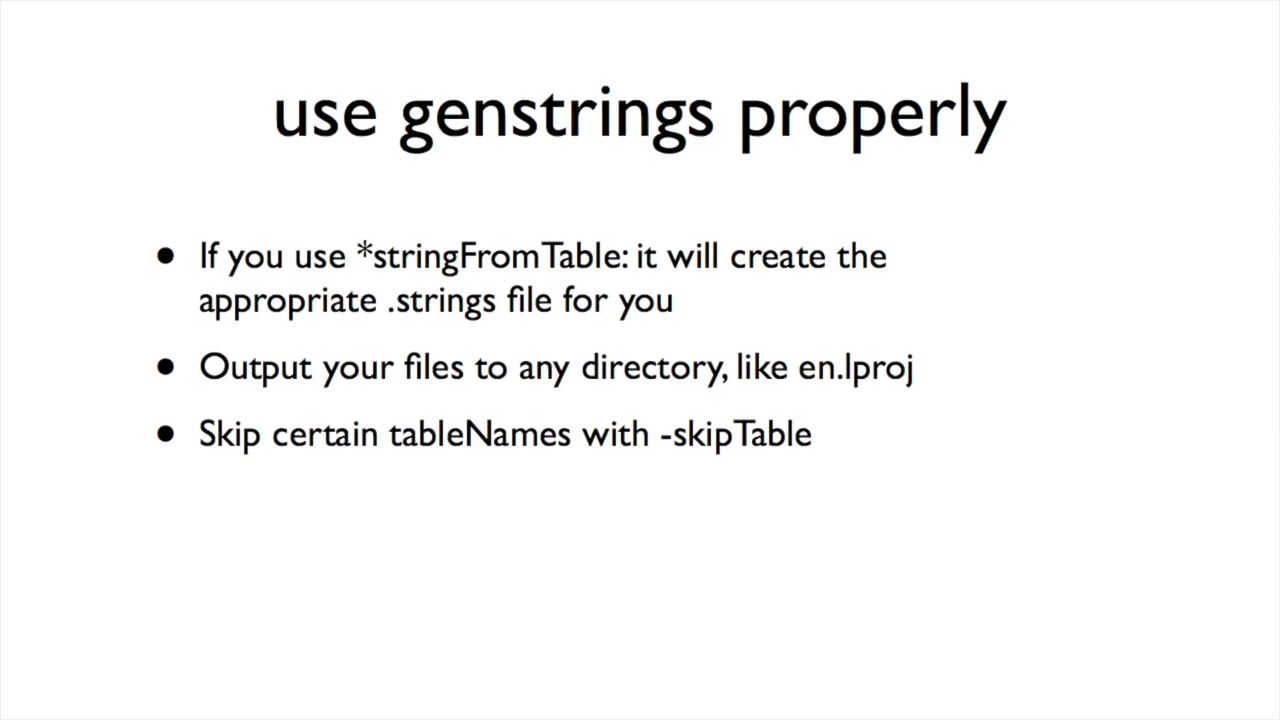 use genstrings properly
• If you use *stringFromTable: it will create the
appropriate .strings file for you
• Output your files to any directory, like en.lproj
• Skip certain tableNames with -skipTable